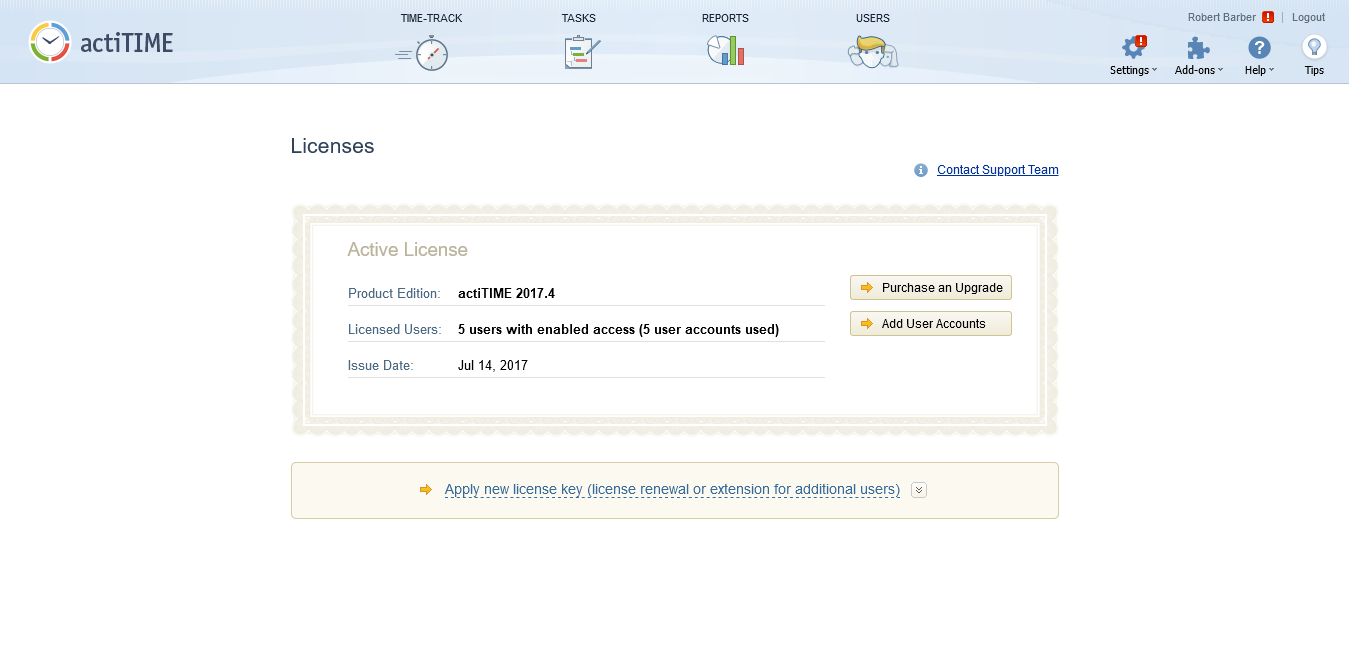 TIME-TRACK TASKS REPORTS USERS
Robert Barber ! | Logout
actiTIME
Settings Add-ons Help Tips
Licenses
Contact Support Team
Active License
Product Edition: actiTIME 2017.4
Licensed Users: 5 users with enabled access (5 user accounts used)
Issue Date: Jul 14, 2017
Purchase an Upgrade
Add User Accounts
Apply new license key (license renewal or extension for additional users)